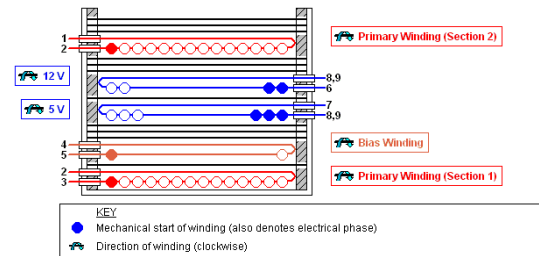 1
2
Primary Winding (Section 2)
12 V
8,9
6
5 V
7
8,9
4
5
Bias Winding
2
3
Primary Winding (Section 1)
KEY
Mechanical start of winding (also denotes electrical phase)
Direction of winding (clockwise)